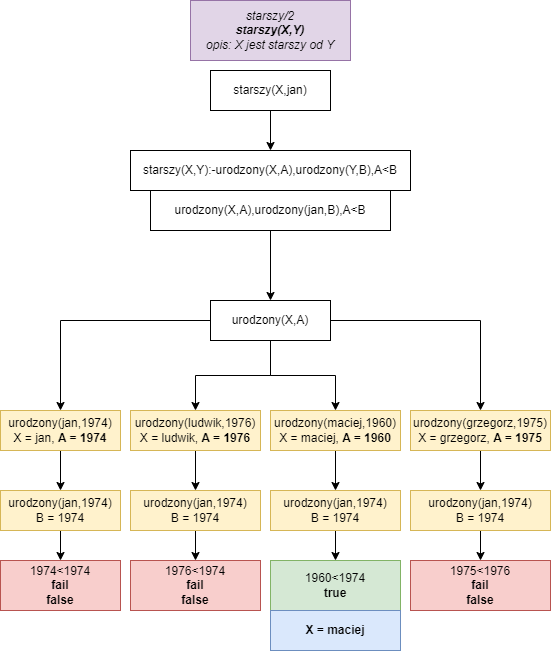 starszy/2
starszy(X,Y)
opis: X jest starszy od Y
starszy(X,jan)
starszy(X,Y):-urodzony(X,A),urodzony(Y,B),A<B
urodzony(X,A),urodzony(jan,B),A<B
urodzony(X,A)
urodzony(jan,1974)
X = jan, A = 1974
urodzony(ludwik,1976)
X = ludwik, A = 1976
urodzony(maciej,1960)
X = maciej, A = 1960
urodzony(grzegorz,1975)
X = grzegorz, A = 1975
urodzony(jan,1974)
B = 1974
urodzony(jan,1974)
B = 1974
urodzony(jan,1974)
B = 1974
urodzony(jan,1974)
B = 1974
1974<1974
fail
false
1976<1974
fail
false
1960<1974
true
1975<1976
fail
false
X = maciej